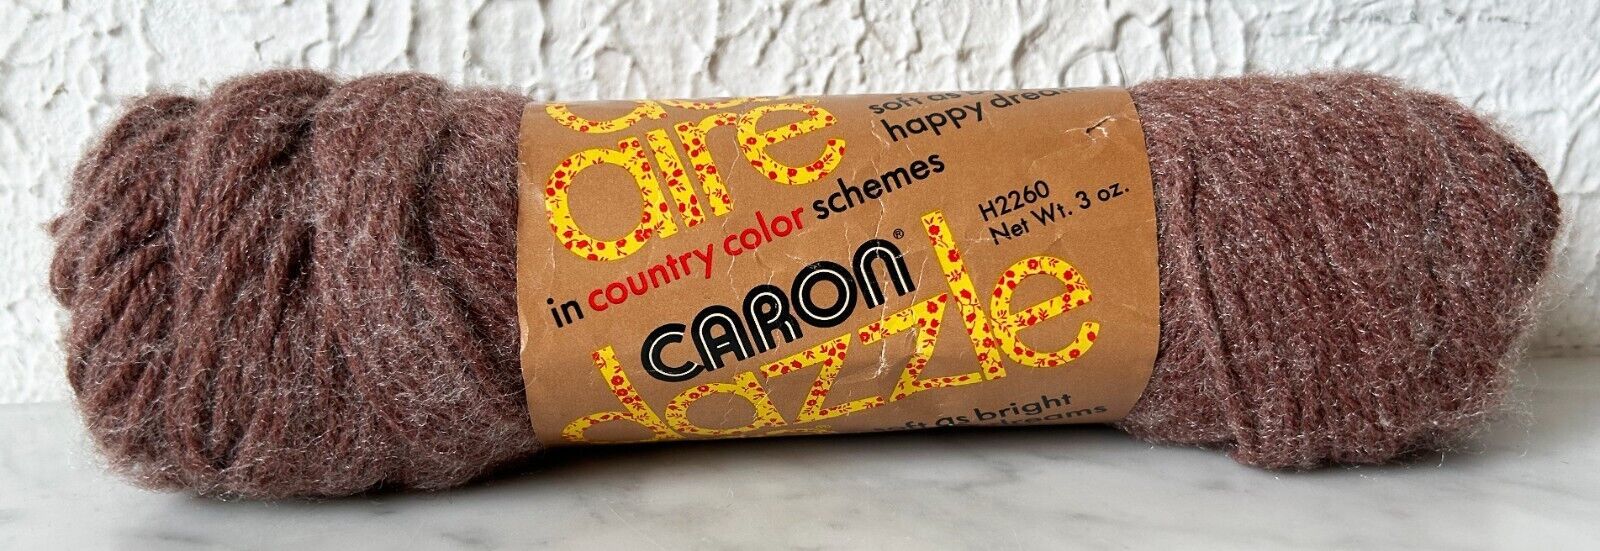 aire
soft as
happy dreams
in country color schemes
H2260
Net Wt. 3 oz.
CARON®
dazzle
soft as bright
dreams